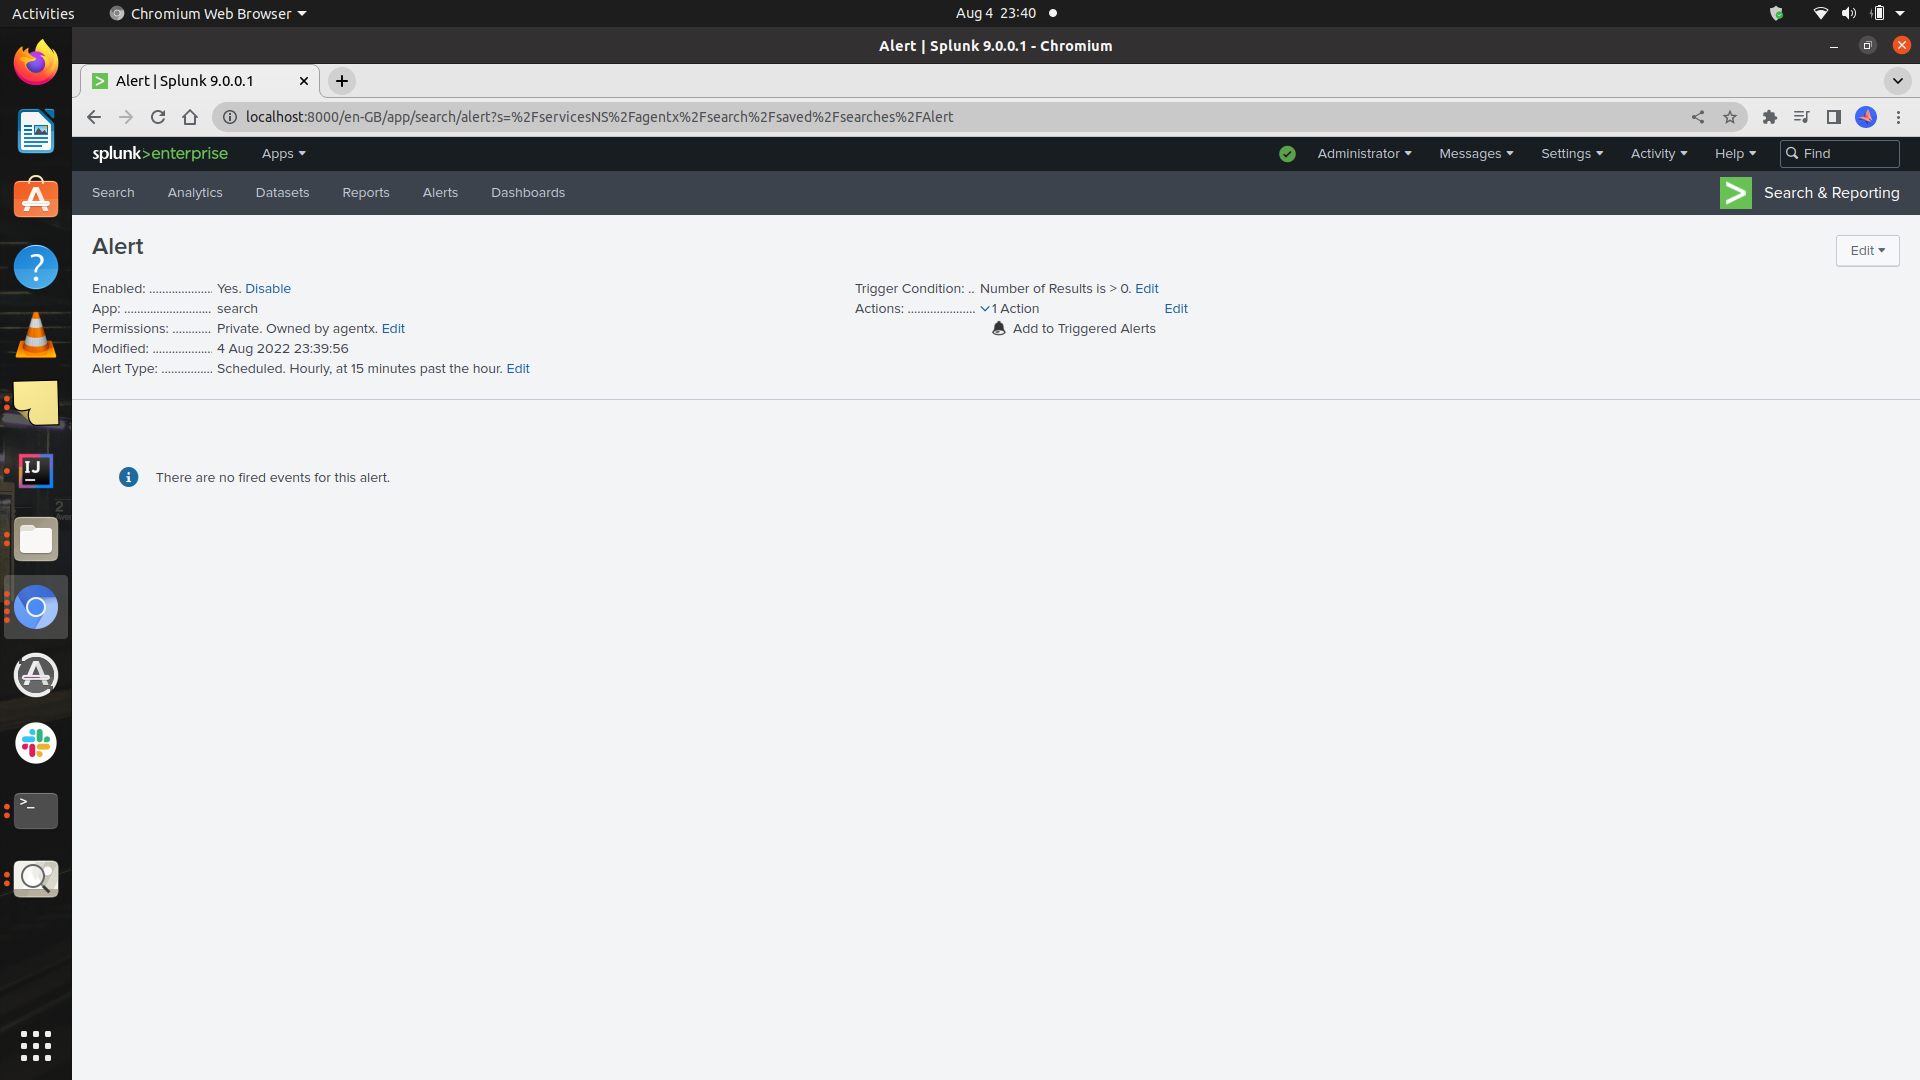 Activities Chromium Web Browser Aug 4 23:40
Alert | Splunk 9.0.0.1 - Chromium
Alert | Splunk 9.0.0.1
localhost:8000/en-GB/app/search/alert?s=%2FservicesNS%2Fagentx%2Fsearch%2Fsaved%2Fsearches%2FAlert
splunk>enterprise Apps Administrator Messages Settings Activity Help Find
Search Analytics Datasets Reports Alerts Dashboards Search & Reporting
Alert
Edit
Enabled: .................... Yes. Disable
App: ........................... search
Permissions: ............ Private. Owned by agentx. Edit
Modified: ................... 4 Aug 2022 23:39:56
Alert Type: ................ Scheduled. Hourly, at 15 minutes past the hour. Edit
Trigger Condition: .. Number of Results is > 0. Edit
Actions: ..................... 1 Action Edit
Add to Triggered Alerts
There are no fired events for this alert.